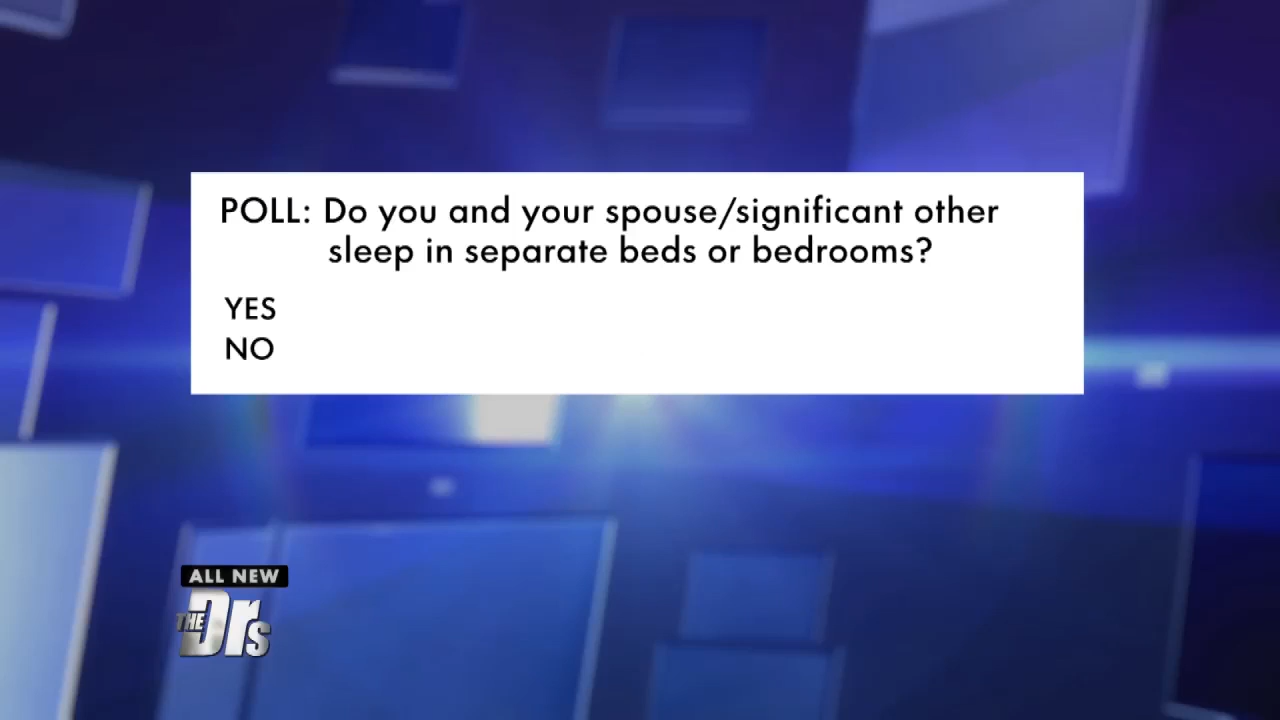 POLL: Do you and your spouse/significant other
sleep in separate beds or bedrooms?
YES
NO
ALL NEW
THE Drs